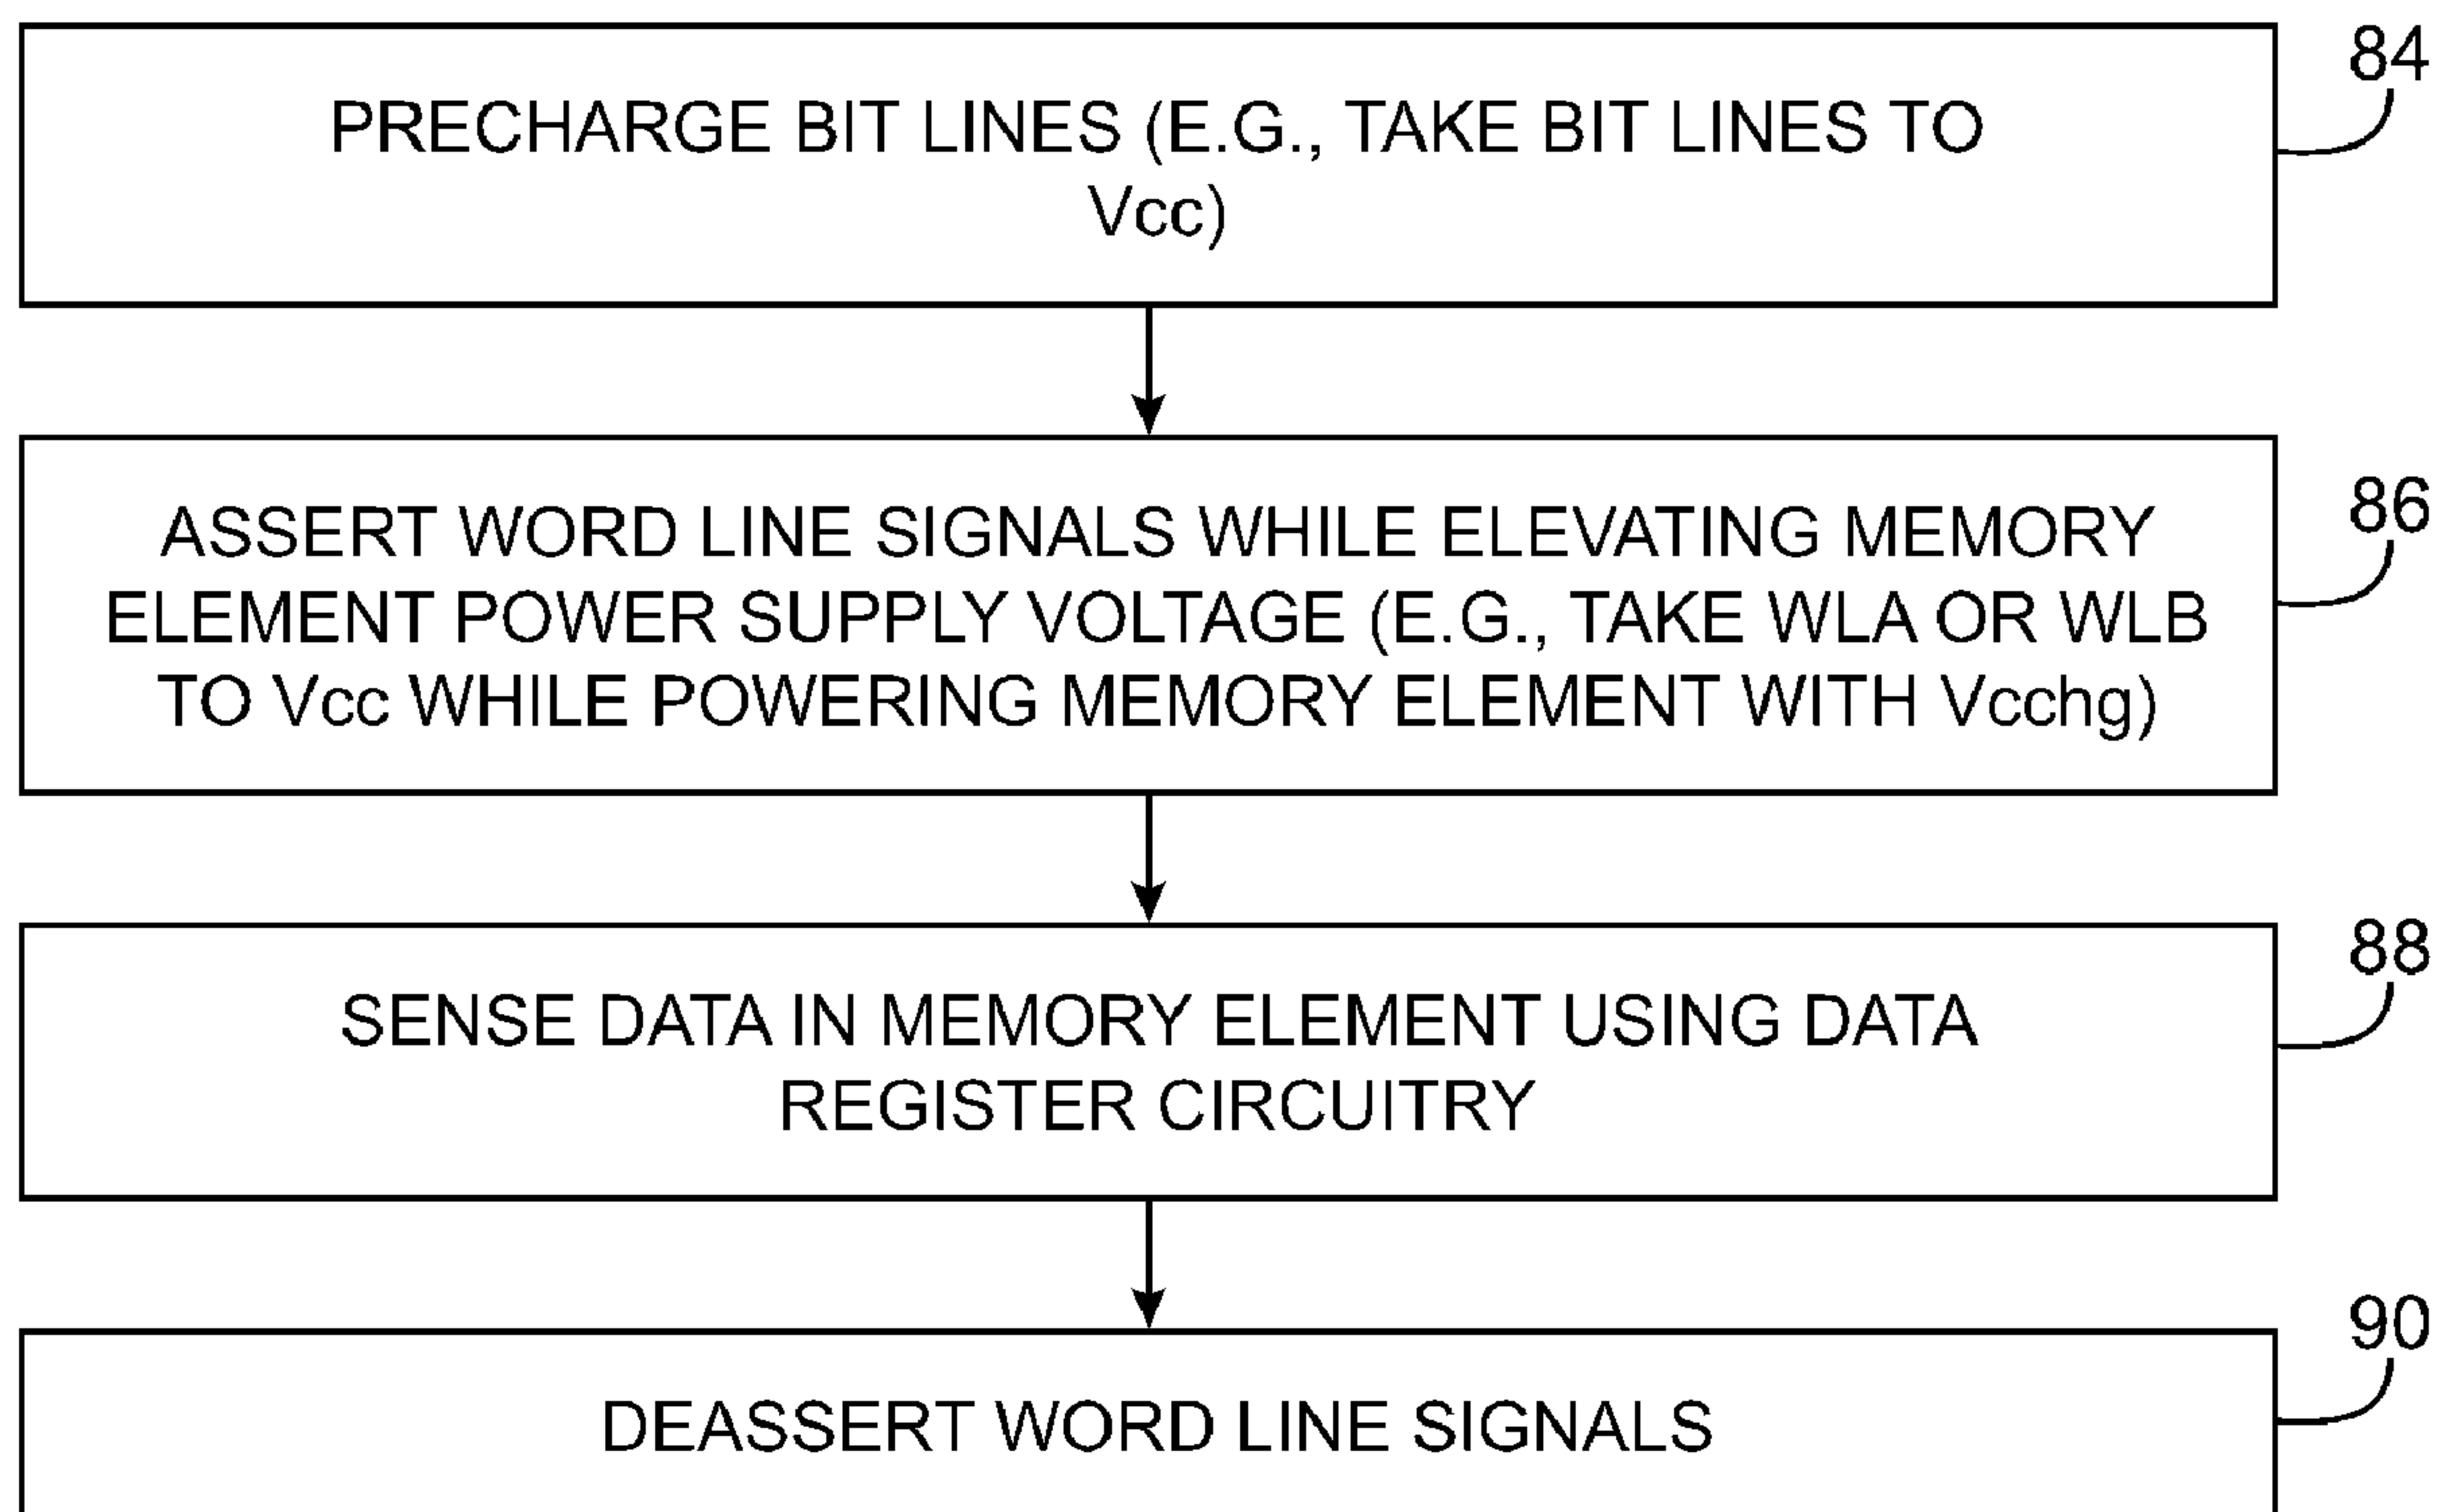 84
PRECHARGE BIT LINES (E.G., TAKE BIT LINES TO
Vcc)
86
ASSERT WORD LINE SIGNALS WHILE ELEVATING MEMORY
ELEMENT POWER SUPPLY VOLTAGE (E.G., TAKE WLA OR WLB
TO Vcc WHILE POWERING MEMORY ELEMENT WITH Vcchg)
88
SENSE DATA IN MEMORY ELEMENT USING DATA
REGISTER CIRCUITRY
90
DEASSERT WORD LINE SIGNALS